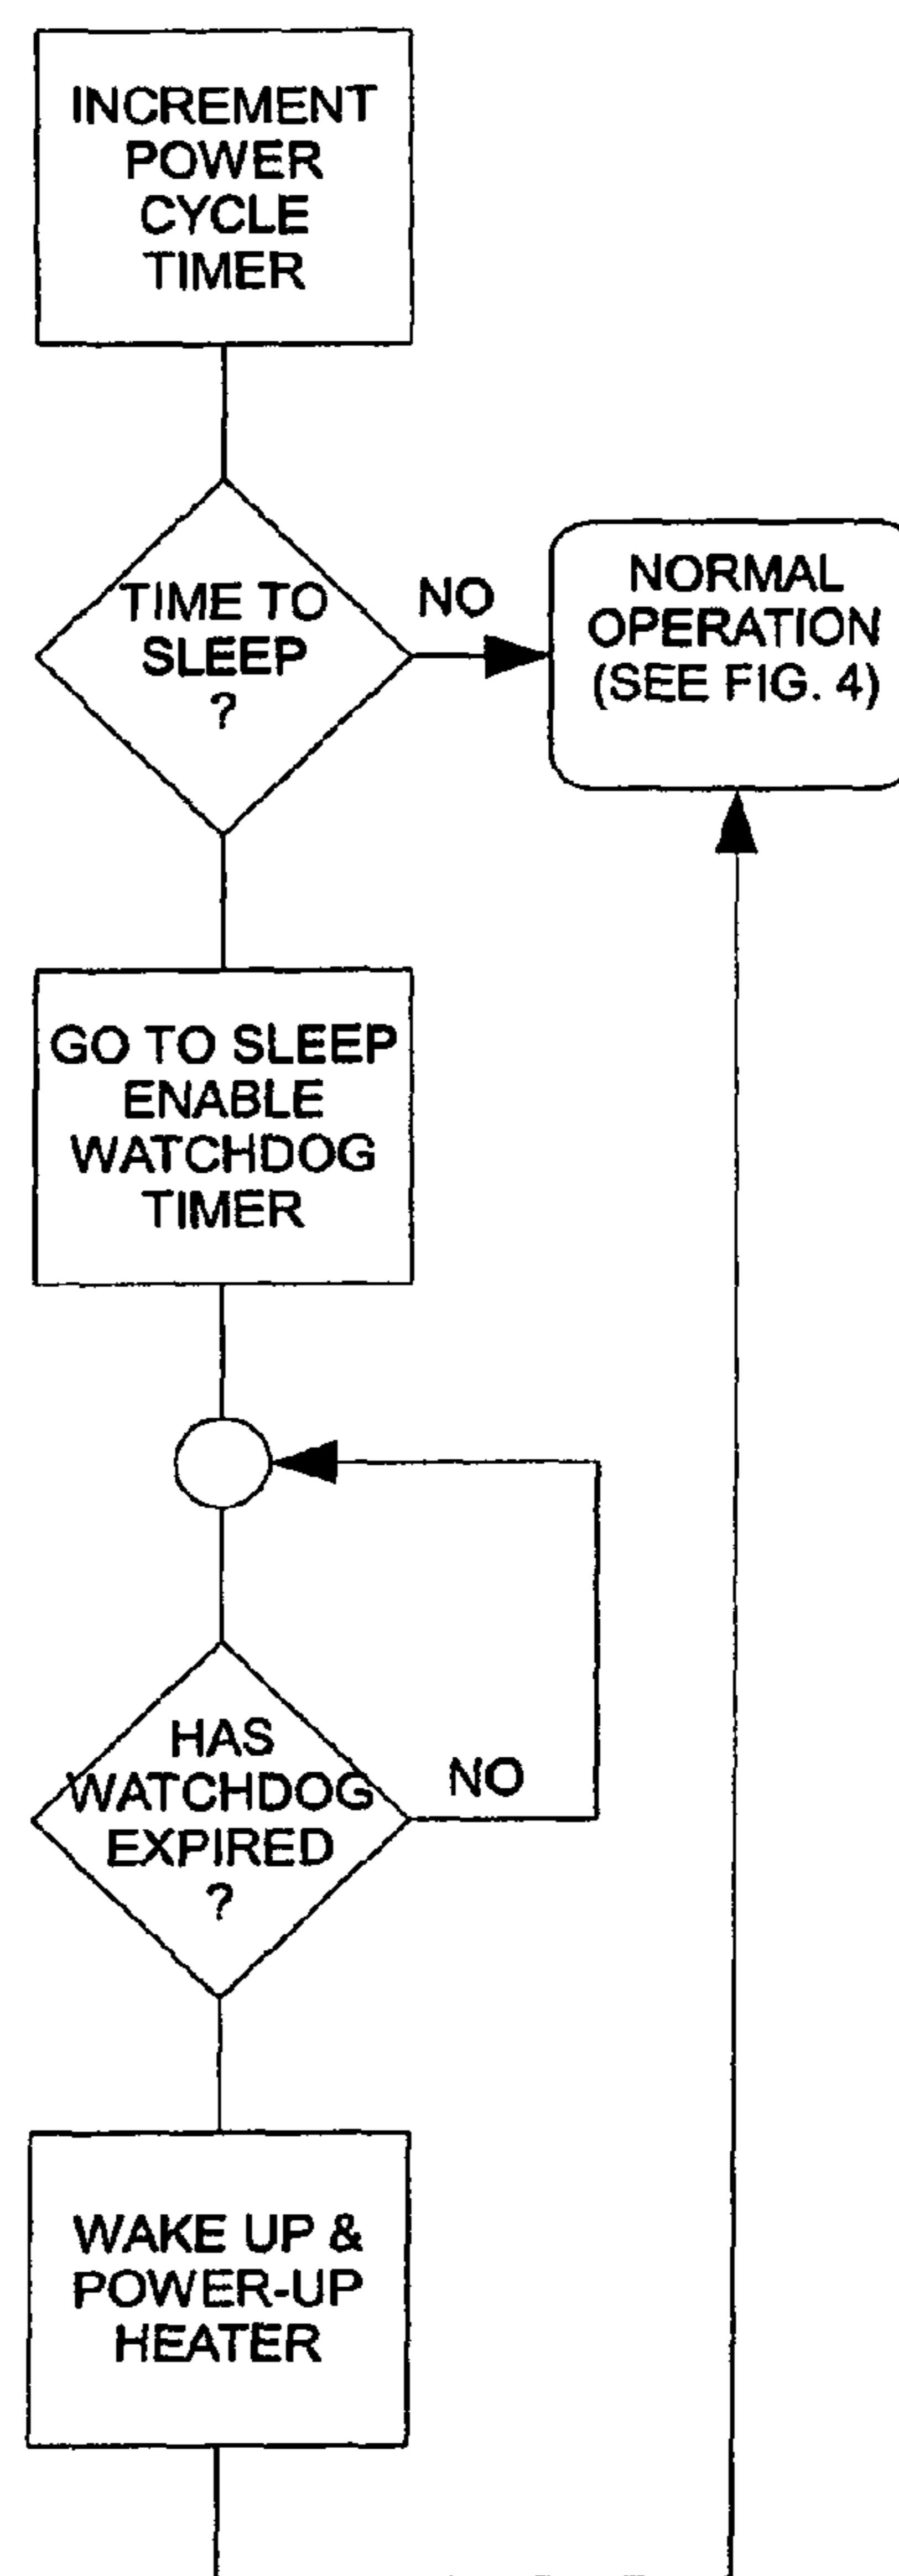 INCREMENT
POWER
CYCLE
TIMER
TIME TO
SLEEP
?
NO
NORMAL
OPERATION
(SEE FIG. 4)
GO TO SLEEP
ENABLE
WATCHDOG
TIMER
HAS
WATCHDOG
EXPIRED
?
NO
WAKE UP &
POWER-UP
HEATER